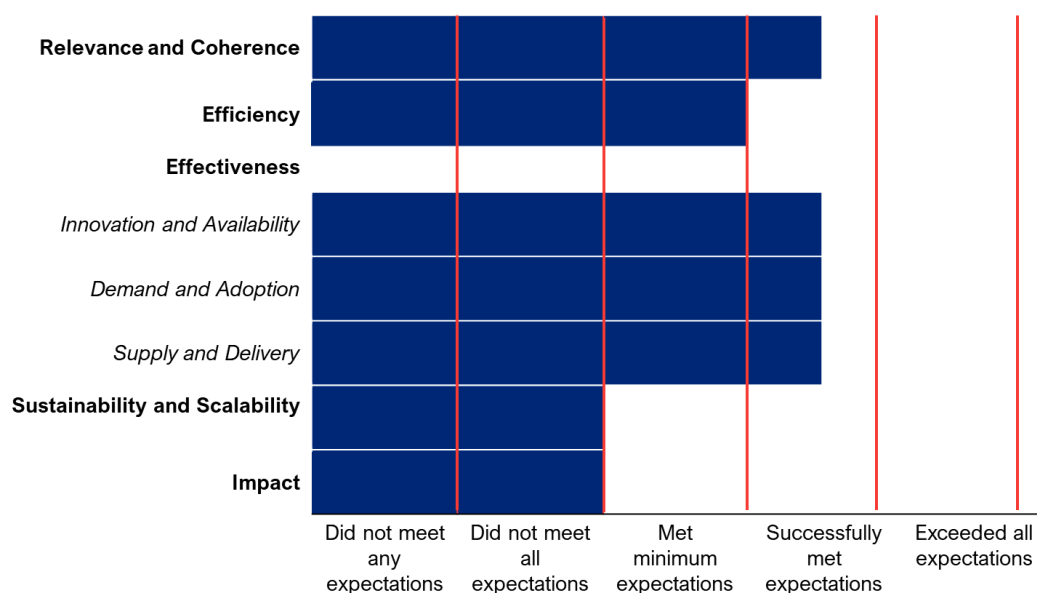 Relevance and Coherence
Efficiency
Effectiveness
Innovation and Availability
Demand and Adoption
Supply and Delivery
Sustainability and Scalability
Impact
Did not meet
any
expectations
Did not meet
all
expectations
Met
minimum
expectations
Successfully
met
expectations
Exceeded all
expectations